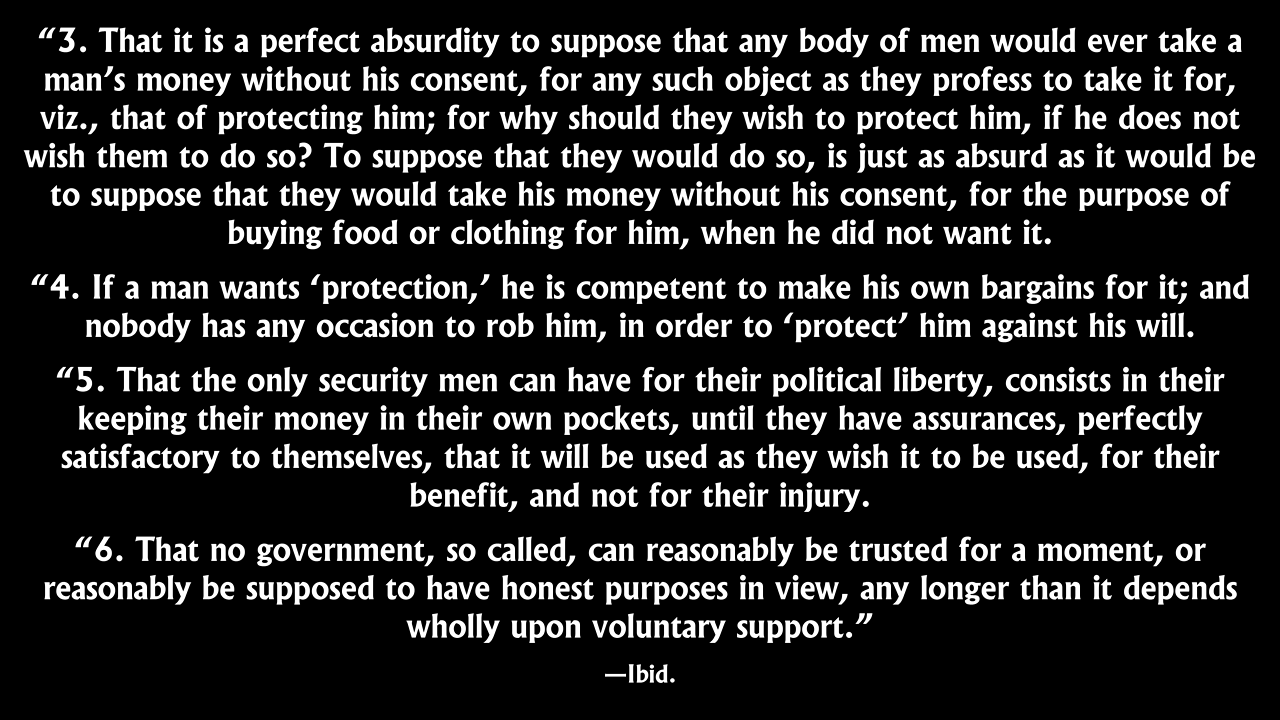 “3. That it is a perfect absurdity to suppose that any body of men would ever take a
man’s money without his consent, for any such object as they profess to take it for,
viz., that of protecting him; for why should they wish to protect him, if he does not
wish them to do so? To suppose that they would do so, is just as absurd as it would be
to suppose that they would take his money without his consent, for the purpose of
buying food or clothing for him, when he did not want it.
“4. If a man wants ‘protection,’ he is competent to make his own bargains for it; and
nobody has any occasion to rob him, in order to ‘protect’ him against his will.
“5. That the only security men can have for their political liberty, consists in their
keeping their money in their own pockets, until they have assurances, perfectly
satisfactory to themselves, that it will be used as they wish it to be used, for their
benefit, and not for their injury.
“6. That no government, so called, can reasonably be trusted for a moment, or
reasonably be supposed to have honest purposes in view, any longer than it depends
wholly upon voluntary support.”
—Ibid.